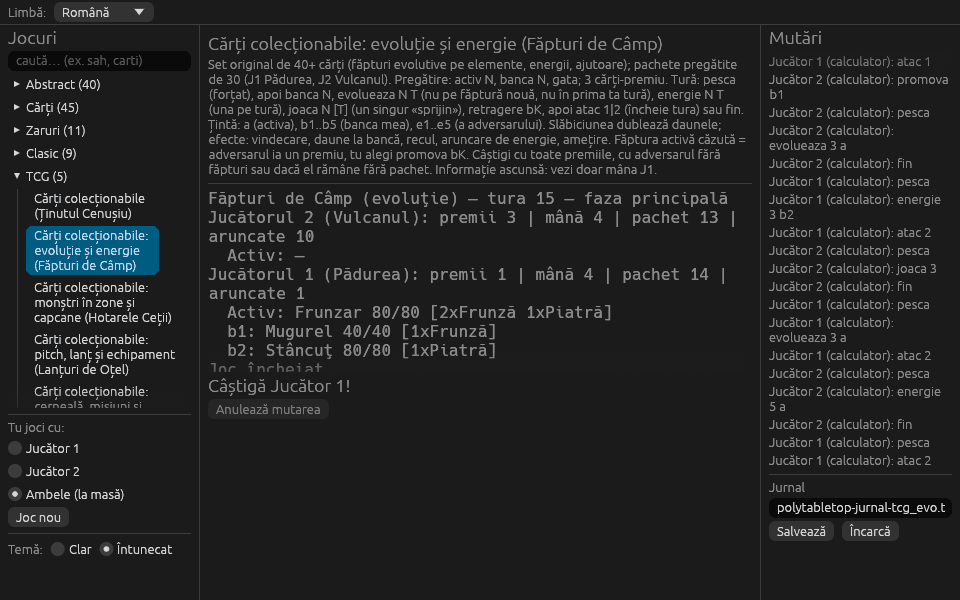 Limbă: Română
Jocuri
caută... (ex. sah, carti)
Abstract (40)
Cărți (45)
Zaruri (11)
Clasic (9)
TCG (5)
Cărți colecționabile
(Ținutul Cenușiu)
Cărți colecționabile:
evoluție și energie
(Făpturi de Câmp)
Cărți colecționabile:
monștri în zone și
capcane (Hotarele Ceții)
Cărți colecționabile:
pitch, lanț și echipament
(Lanțuri de Oțel)
Cărți colecționabile:
cerneală, misiuni și
Tu joci cu:
Jucător 1
Jucător 2
Ambele (la masă)
Joc nou
Temă: Clar Întunecat
Cărți colecționabile: evoluție și energie (Făpturi de Câmp)
Set original de 40+ cărți (făpturi evolutive pe elemente, energii, ajutoare); pachete pregătite
de 30 (J1 Pădurea, J2 Vulcanul). Pregătire: activ N, banca N, gata; 3 cărți-premiu. Tură: pesca
(forțat), apoi banca N, evolueaza N T (nu pe făptură nouă, nu în prima ta tură), energie N T
(una pe tură), joaca N [T] (un singur «sprijin»), retragere bK, apoi atac 1|2 (încheie tura) sau fin.
Țintă: a (activa), b1..b5 (banca mea), e1..e5 (a adversarului). Slăbiciunea dublează daunele;
efecte: vindecare, daune la bancă, recul, aruncare de energie, amețire. Făptura activă căzută =
adversarul ia un premiu, tu alegi promova bK. Câștigi cu toate premiile, cu adversarul fără
făpturi sau dacă el rămâne fără pachet. Informație ascunsă: vezi doar mâna J1.
Făpturi de Câmp (evoluție) — tura 15 — faza principală
Jucătorul 2 (Vulcanul): premii 3 | mână 4 | pachet 13 |
aruncate 10
Activ: —
Jucătorul 1 (Pădurea): premii 1 | mână 4 | pachet 14 |
aruncate 1
Activ: Frunzar 80/80 [2xFrunză 1xPiatră]
b1: Mugurel 40/40 [1xFrunză]
b2: Stâncuț 80/80 [1xPiatră]
Joc încheiat
Câștigă Jucător 1!
Anulează mutarea
Mutări
Jucător 1 (calculator): atac 1
Jucător 2 (calculator): promova
b1
Jucător 2 (calculator): pesca
Jucător 2 (calculator):
evolueaza 3 a
Jucător 2 (calculator): fin
Jucător 1 (calculator): pesca
Jucător 1 (calculator): energie
3 b2
Jucător 1 (calculator): atac 2
Jucător 2 (calculator): pesca
Jucător 2 (calculator): joaca 3
Jucător 2 (calculator): fin
Jucător 1 (calculator): pesca
Jucător 1 (calculator):
evolueaza 3 a
Jucător 1 (calculator): atac 2
Jucător 2 (calculator): pesca
Jucător 2 (calculator): energie
5 a
Jucător 2 (calculator): fin
Jucător 1 (calculator): pesca
Jucător 1 (calculator): atac 2
Jurnal
polytabletop-jurnal-tcg_evo.t
Salvează Încarcă